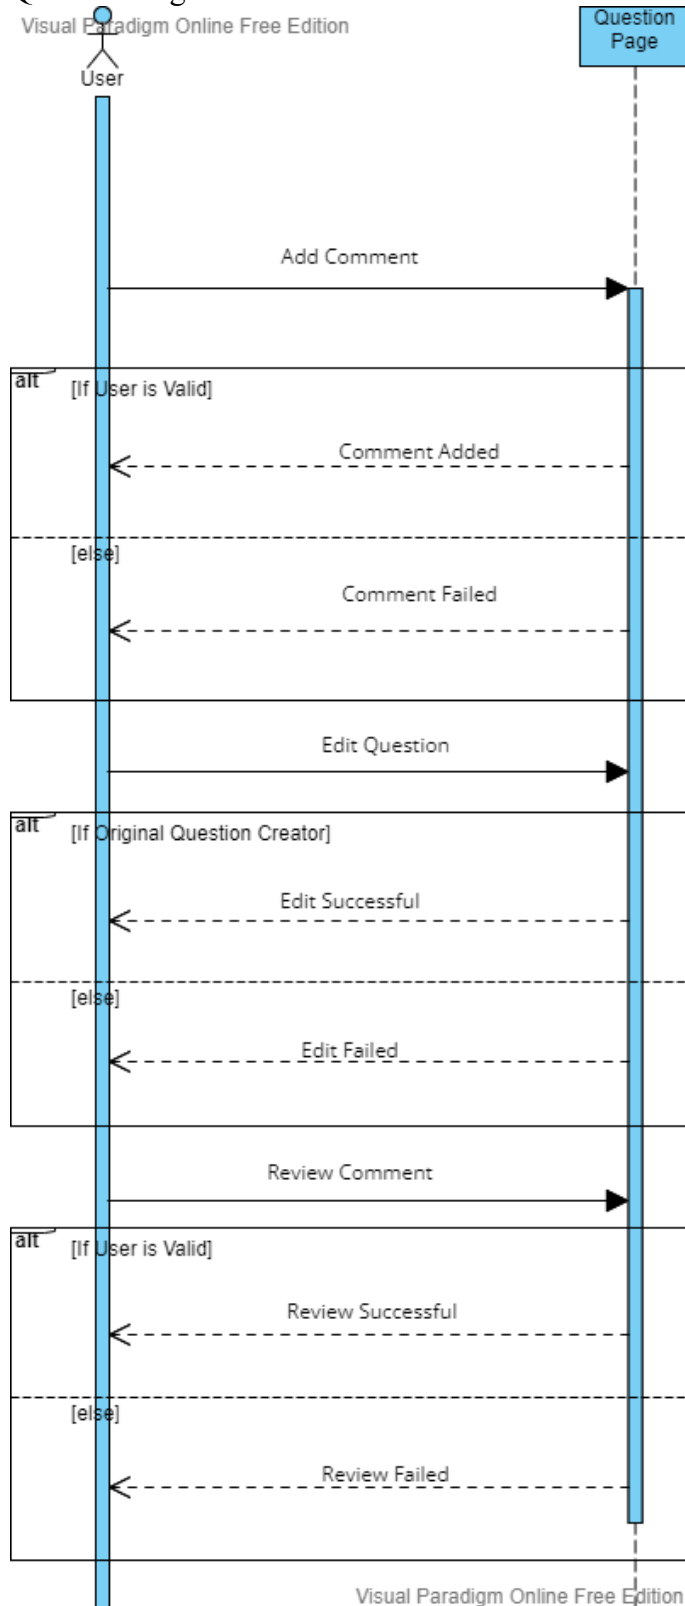 Visual Paradigm Online Free Edition
Question
Page
User
Add Comment
alt
[If User is Valid]
Comment Added
[else]
Comment Failed
Edit Question
alt
[If Original Question Creator]
Edit Successful
[else]
Edit Failed
Review Comment
alt
[If User is Valid]
Review Successful
[else]
Review Failed
Visual Paradigm Online Free Edition